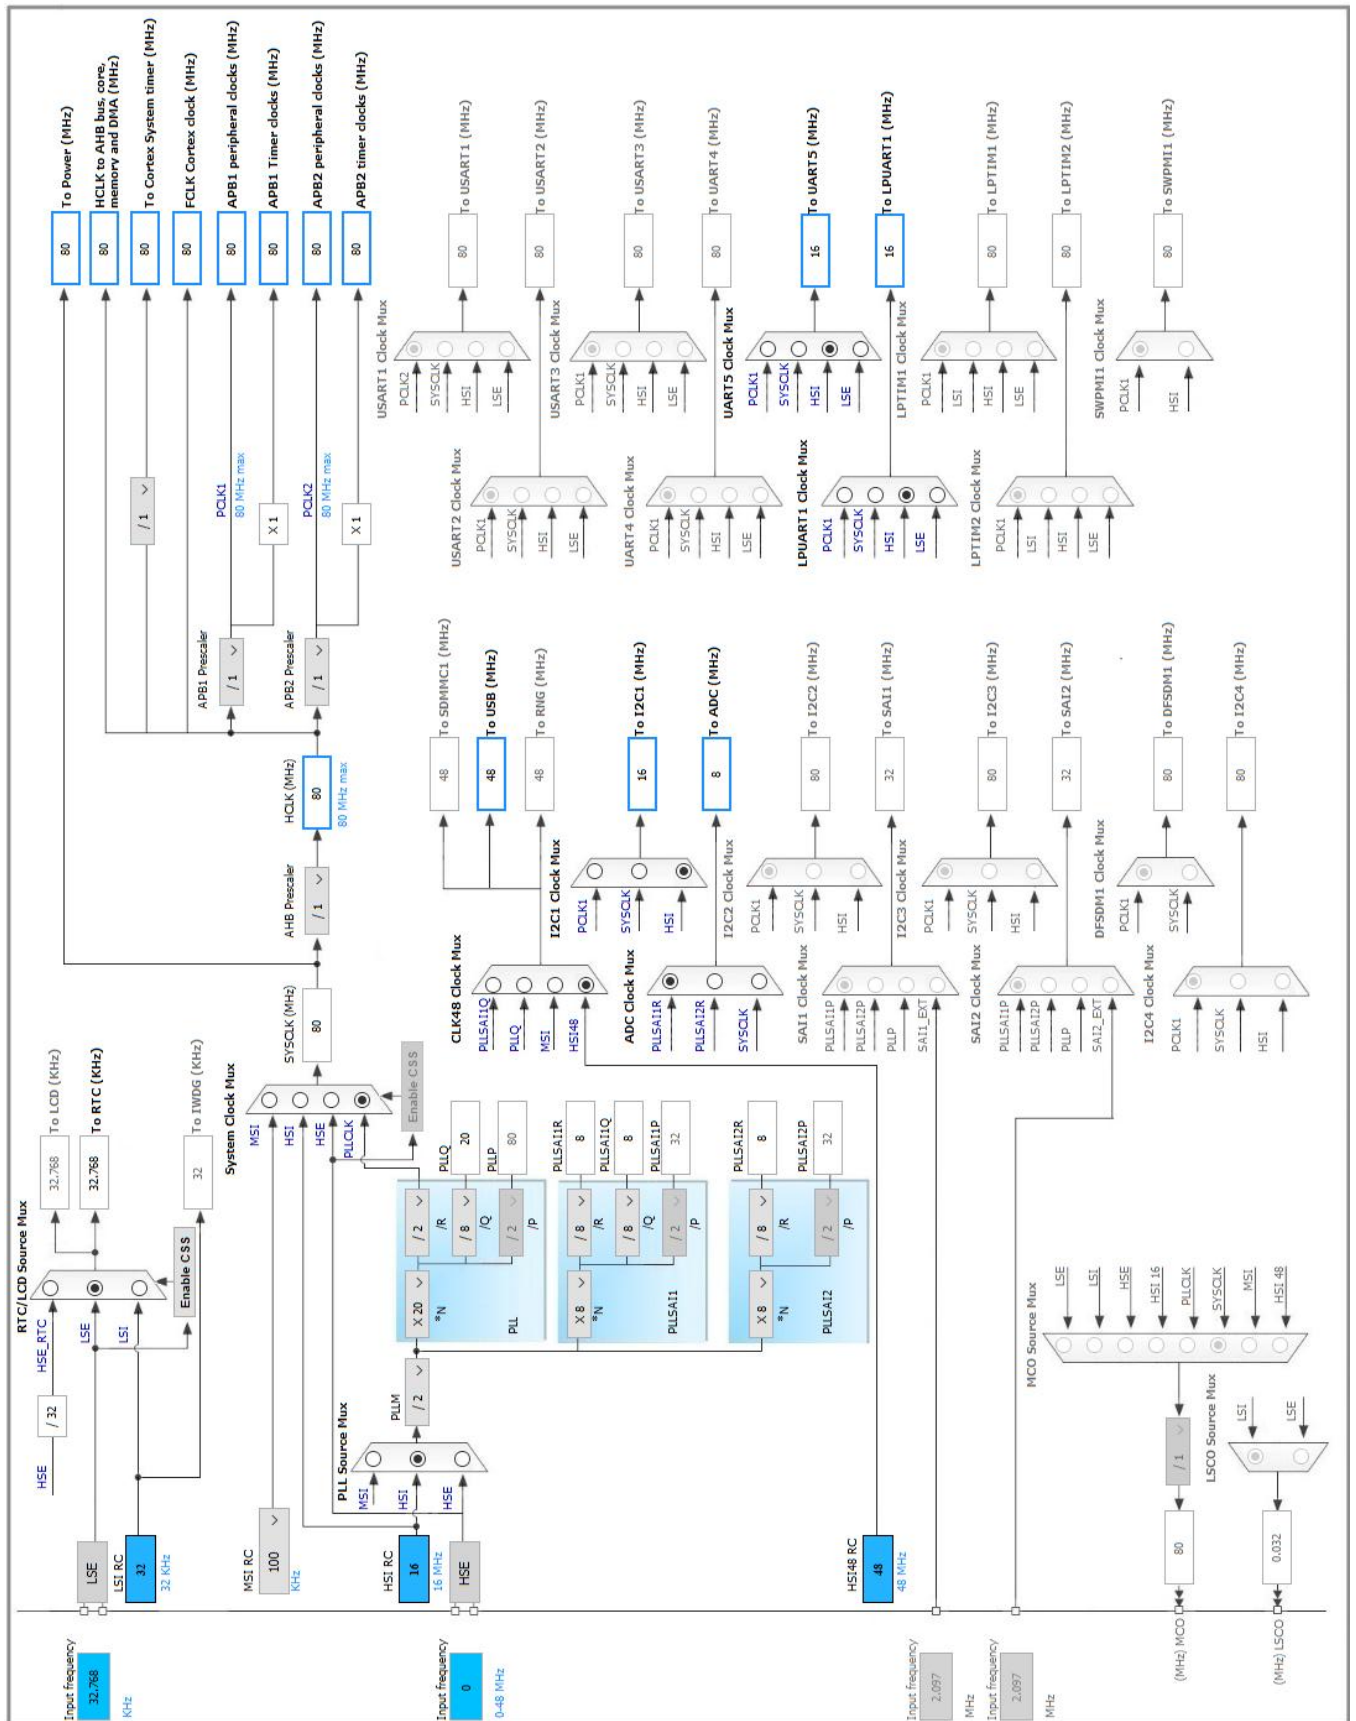 Input frequency
32.768
KHz
LSE
LSI RC
32
32 KHz
HSE
/ 32
HSE_RTC
LSE
LSI
RTC/LCD Source Mux
Enable CSS
32.768
To LCD (KHz)
32.768
To RTC (KHz)
32
To IWDG (KHz)
MSI RC
100
KHz
HSI RC
16
16 MHz
Input frequency
0
0-48 MHz
HSE
PLL Source Mux
MSI
HSI
HSE
PLLM
/ 2
X 20
*N
PLL
/ 2
/R
/ 8
/Q
/ 2
/P
PLLQ
20
PLLP
80
X 8
*N
PLLSAI1
/ 8
/R
/ 8
/Q
/ 2
/P
PLLSAI1R
8
PLLSAI1Q
8
PLLSAI1P
32
X 8
*N
PLLSAI2
/ 8
/R
/ 2
/P
PLLSAI2R
8
PLLSAI2P
32
System Clock Mux
MSI
HSI
HSE
PLLCLK
Enable CSS
SYSCLK (MHz)
80
AHB Prescaler
/ 1
HCLK (MHz)
80
80 MHz max
APB1 Prescaler
/ 1
APB2 Prescaler
/ 1
/ 1
PCLK1
80 MHz max
X 1
PCLK2
80 MHz max
X 1
80
To Power (MHz)
80
HCLK to AHB bus, core,
memory and DMA (MHz)
80
To Cortex System timer (MHz)
80
FCLK Cortex clock (MHz)
80
APB1 peripheral clocks (MHz)
80
APB1 Timer clocks (MHz)
80
APB2 peripheral clocks (MHz)
80
APB2 timer clocks (MHz)
HSI48 RC
48
48 MHz
CLK48 Clock Mux
PLLSAI1Q
PLLQ
MSI
HSI48
48
To SDMMC1 (MHz)
48
To USB (MHz)
48
To RNG (MHz)
I2C1 Clock Mux
PCLK1
SYSCLK
HSI
16
To I2C1 (MHz)
ADC Clock Mux
PLLSAI1R
PLLSAI2R
SYSCLK
8
To ADC (MHz)
I2C2 Clock Mux
PCLK1
SYSCLK
HSI
80
To I2C2 (MHz)
SAI1 Clock Mux
PLLSAI1P
PLLSAI2P
PLLP
SAI1_EXT
32
To SAI1 (MHz)
I2C3 Clock Mux
PCLK1
SYSCLK
HSI
80
To I2C3 (MHz)
SAI2 Clock Mux
PLLSAI1P
PLLSAI2P
PLLP
SAI2_EXT
32
To SAI2 (MHz)
DFSDM1 Clock Mux
PCLK1
SYSCLK
80
To DFSDM1 (MHz)
I2C4 Clock Mux
PCLK1
SYSCLK
HSI
80
To I2C4 (MHz)
USART1 Clock Mux
PCLK2
SYSCLK
HSI
LSE
80
To USART1 (MHz)
USART2 Clock Mux
PCLK1
SYSCLK
HSI
LSE
80
To USART2 (MHz)
USART3 Clock Mux
PCLK1
SYSCLK
HSI
LSE
80
To USART3 (MHz)
UART4 Clock Mux
PCLK1
SYSCLK
HSI
LSE
80
To UART4 (MHz)
UART5 Clock Mux
PCLK1
SYSCLK
HSI
LSE
16
To UART5 (MHz)
LPUART1 Clock Mux
PCLK1
SYSCLK
HSI
LSE
16
To LPUART1 (MHz)
LPTIM1 Clock Mux
PCLK1
LSI
HSI
LSE
80
To LPTIM1 (MHz)
LPTIM2 Clock Mux
PCLK1
LSI
HSI
LSE
80
To LPTIM2 (MHz)
SWPMI1 Clock Mux
PCLK1
HSI
80
To SWPMI1 (MHz)
Input frequency
2.097
MHz
Input frequency
2.097
MHz
MCO Source Mux
LSE
LSI
HSE
HSI 16
PLLCLK
SYSCLK
MSI
HSI 48
/ 1
80
(MHz) MCO
LSCO Source Mux
LSI
LSE
0.032
(MHz) LSCO